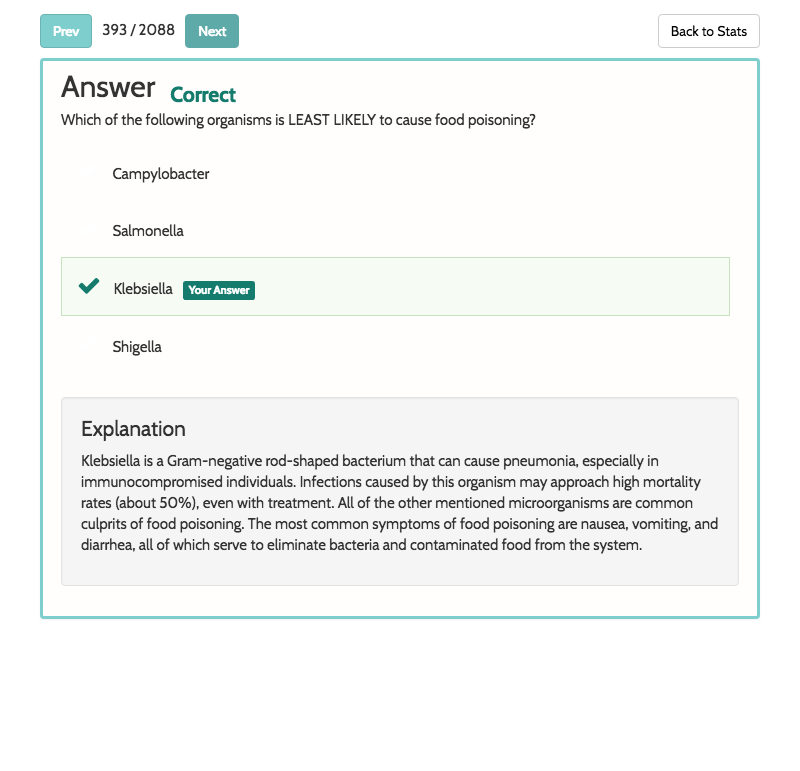 Prev 393 / 2088 Next Back to Stats
Answer Correct
Which of the following organisms is LEAST LIKELY to cause food poisoning?
Campylobacter
Salmonella
Klebsiella Your Answer
Shigella
Explanation
Klebsiella is a Gram-negative rod-shaped bacterium that can cause pneumonia, especially in
immunocompromised individuals. Infections caused by this organism may approach high mortality
rates (about 50%), even with treatment. All of the other mentioned microorganisms are common
culprits of food poisoning. The most common symptoms of food poisoning are nausea, vomiting, and
diarrhea, all of which serve to eliminate bacteria and contaminated food from the system.